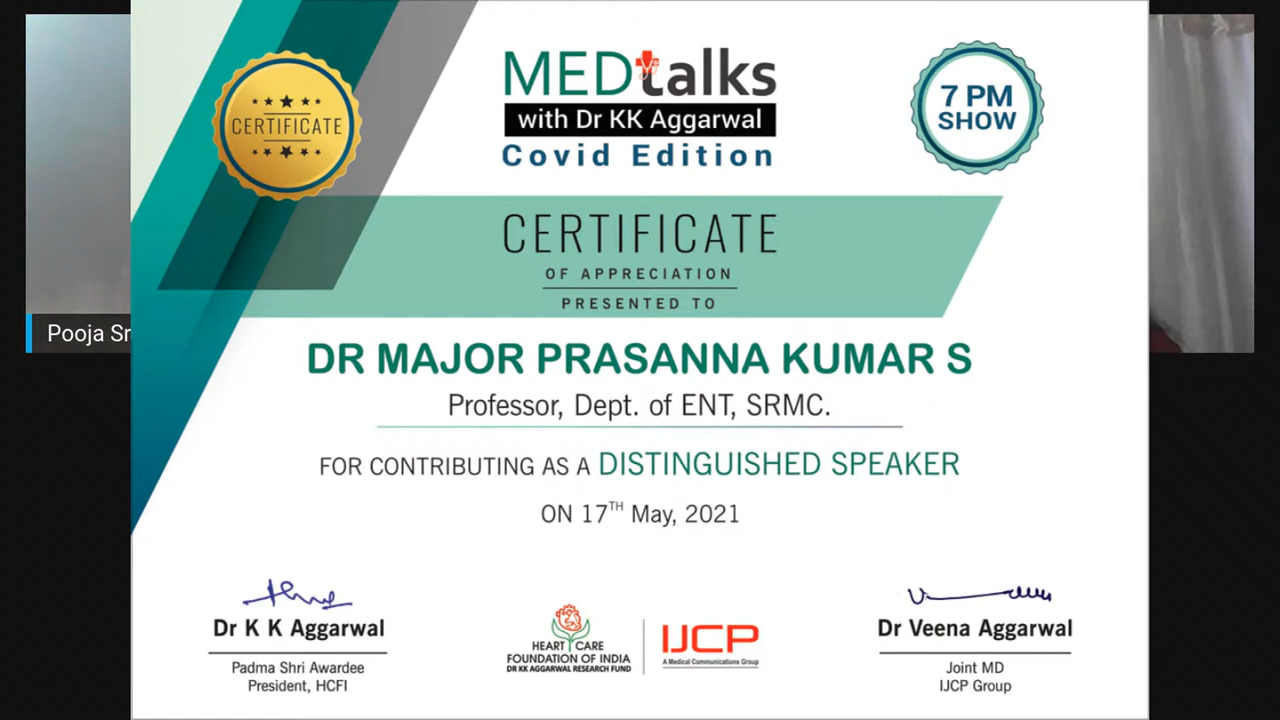 CERTIFICATE
MEDtalks
with Dr KK Aggarwal
Covid Edition
7 PM
SHOW
CERTIFICATE
OF APPRECIATION
PRESENTED TO
Pooja
DR MAJOR PRASANNA KUMAR S
Professor, Dept. of ENT, SRMC.
FOR CONTRIBUTING AS A DISTINGUISHED SPEAKER
ON 17TH May, 2021
Dr K K Aggarwal
Padma Shri Awardee
President, HCFI
HEART CARE
FOUNDATION OF INDIA
DR KK AGGARWAL RESEARCH FUND
IJCP
A Medical Communications Group
Dr Veena Aggarwal
Joint MD
IJCP Group